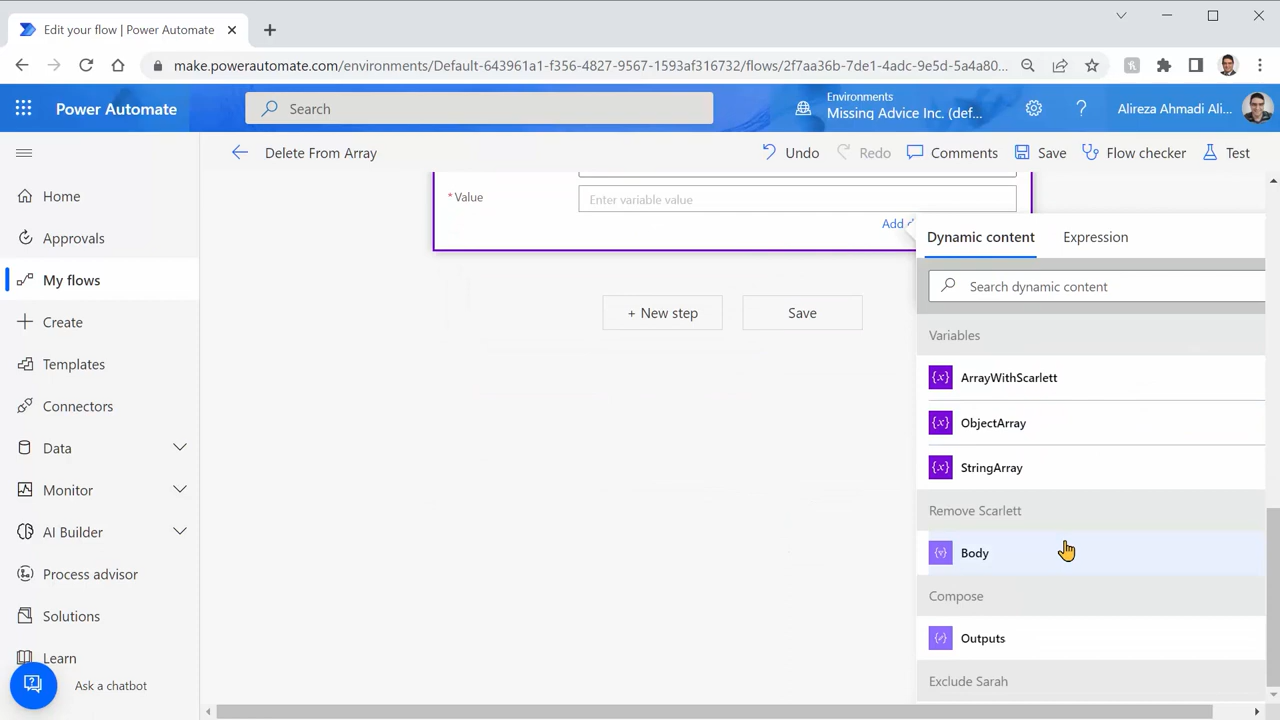 Edit your flow | Power Automate
make.powerautomate.com/environments/Default-643961a1-f356-4827-9567-1593af316732/flows/2f7aa36b-7de1-4adc-9e5d-5a4a80...
Power Automate
Search
Environments
Missing Advice Inc. (def...
Alireza Ahmadi Ali...
Delete From Array
Undo
Redo
Comments
Save
Flow checker
Test
Home
Approvals
My flows
Create
Templates
Connectors
Data
Monitor
AI Builder
Process advisor
Solutions
Learn
Ask a chatbot
* Value
Enter variable value
Add
+ New step
Save
Dynamic content
Expression
Search dynamic content
Variables
ArrayWithScarlett
ObjectArray
StringArray
Remove Scarlett
Body
Compose
Outputs
Exclude Sarah